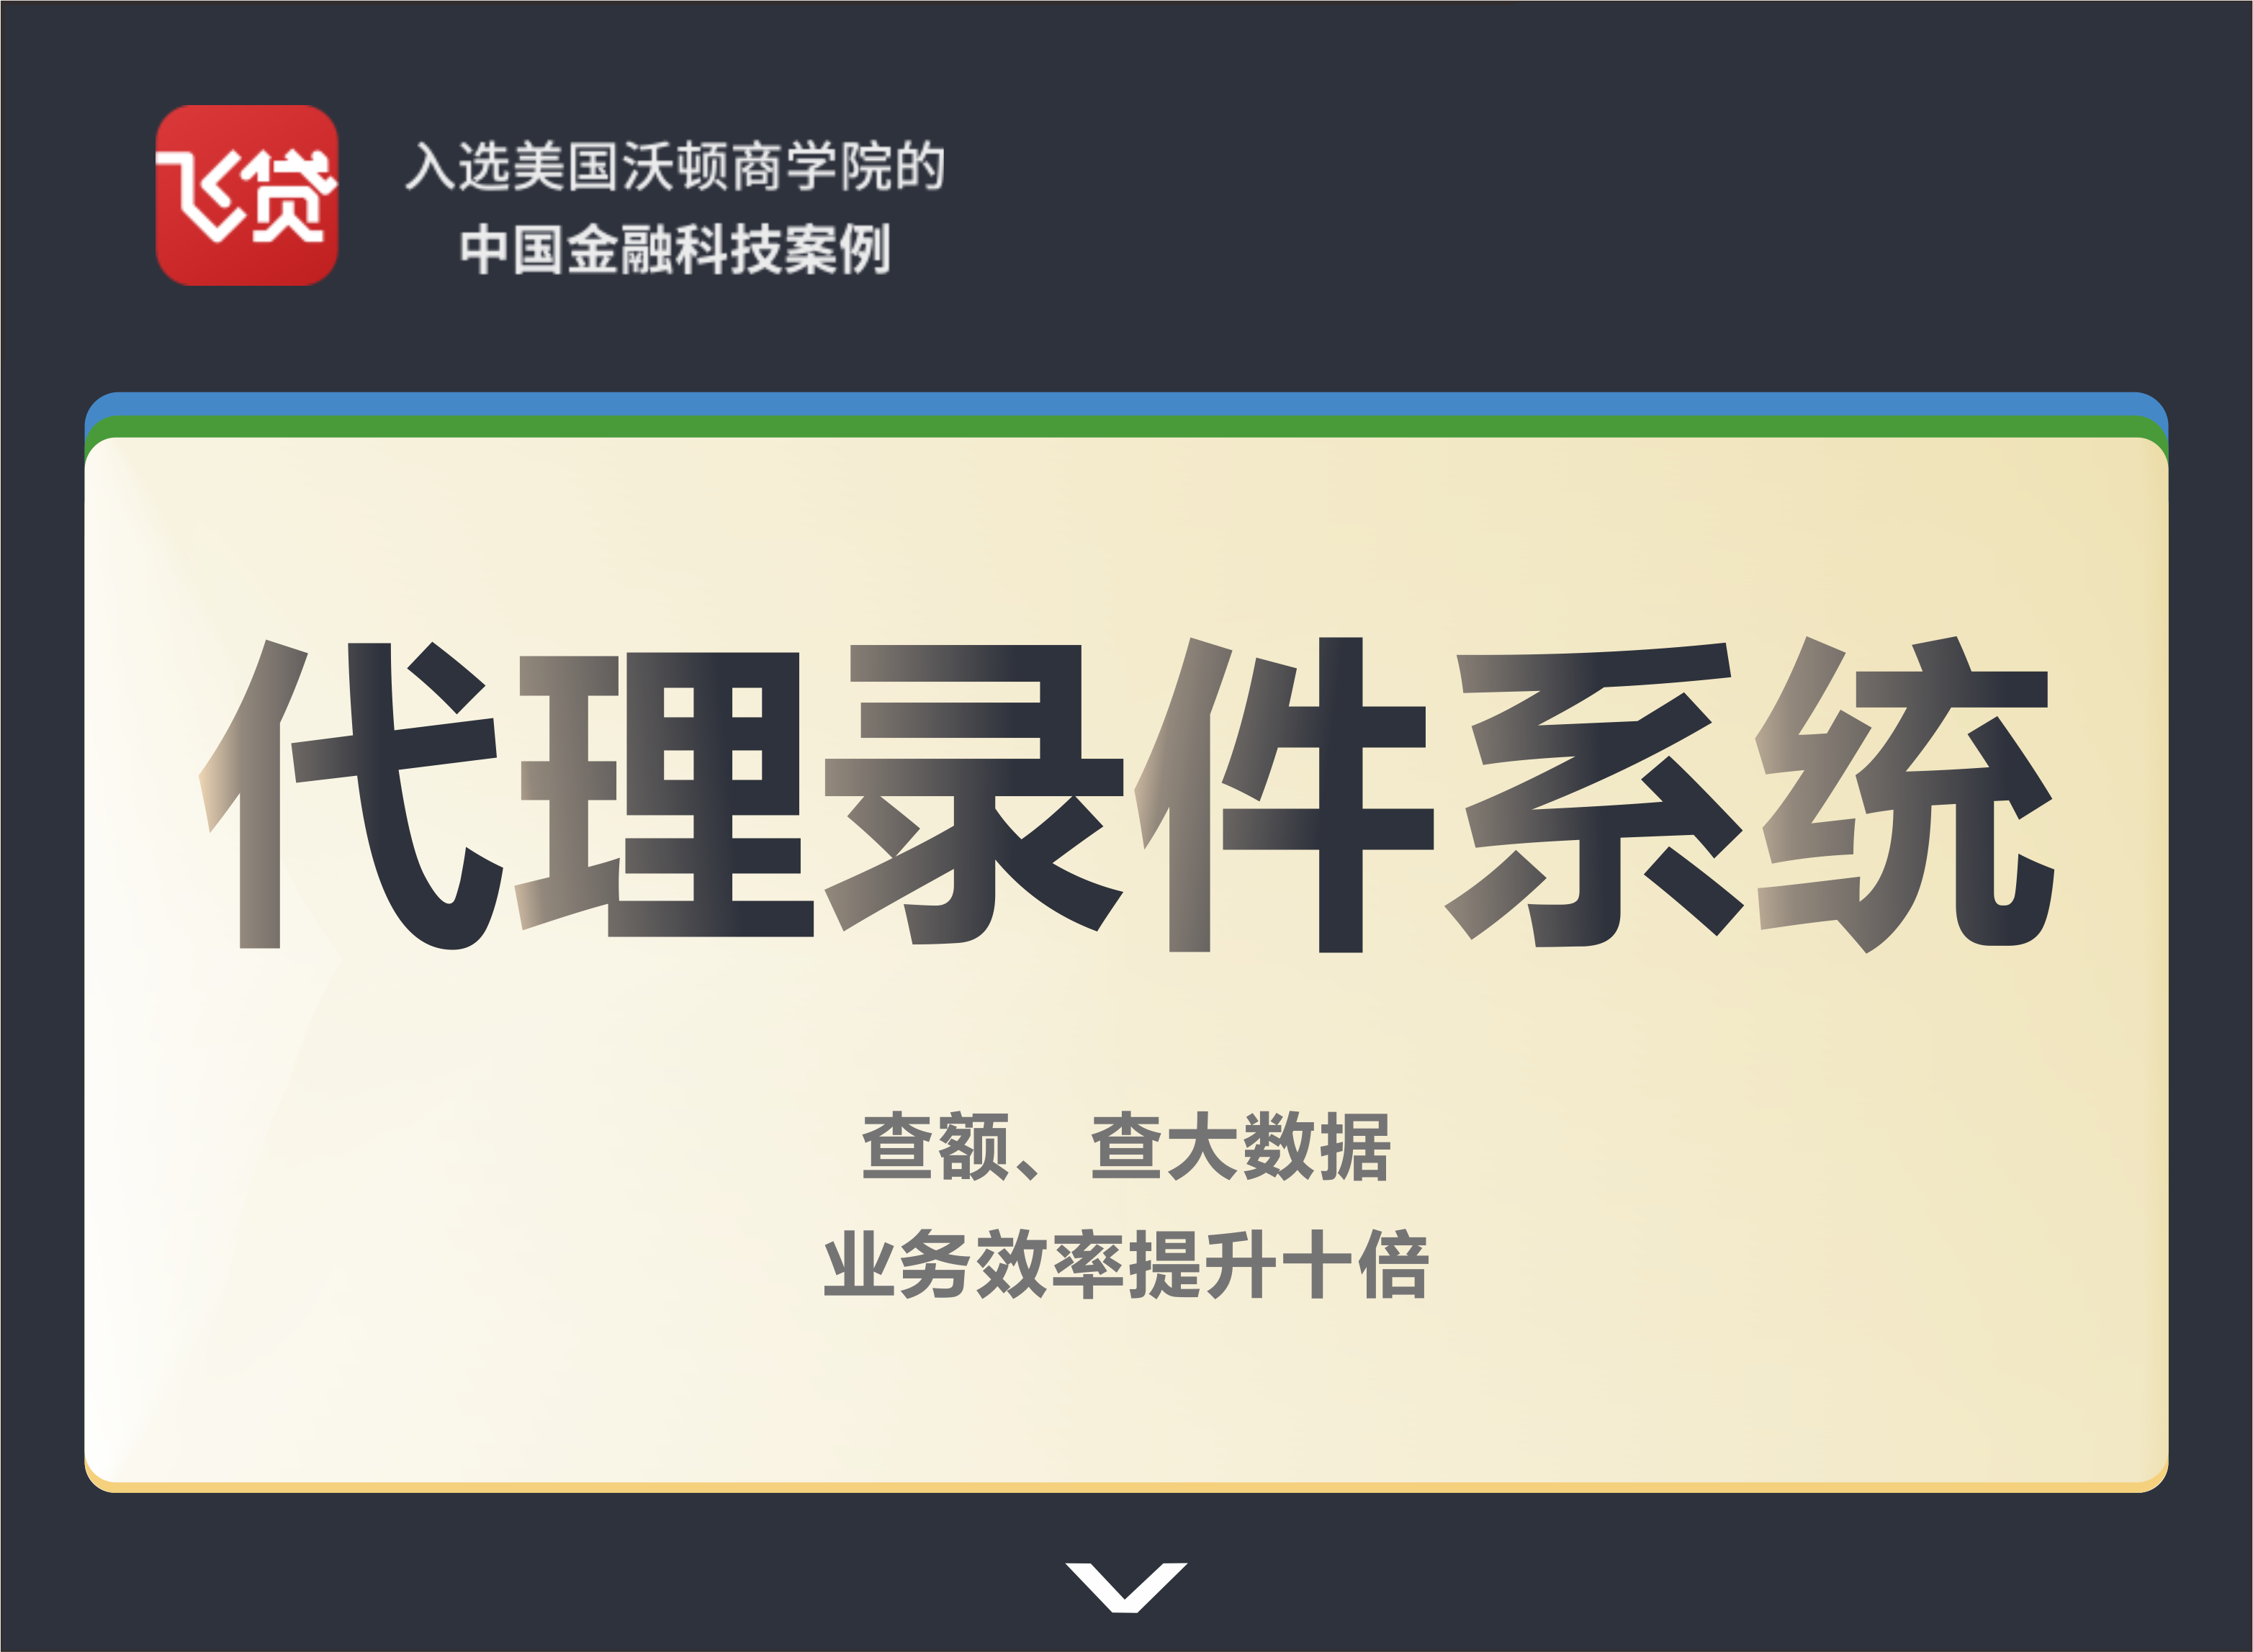 飞贷
入选美国沃顿商学院的
中国金融科技案例
代理录件系统
查额、查大数据
业务效率提升十倍